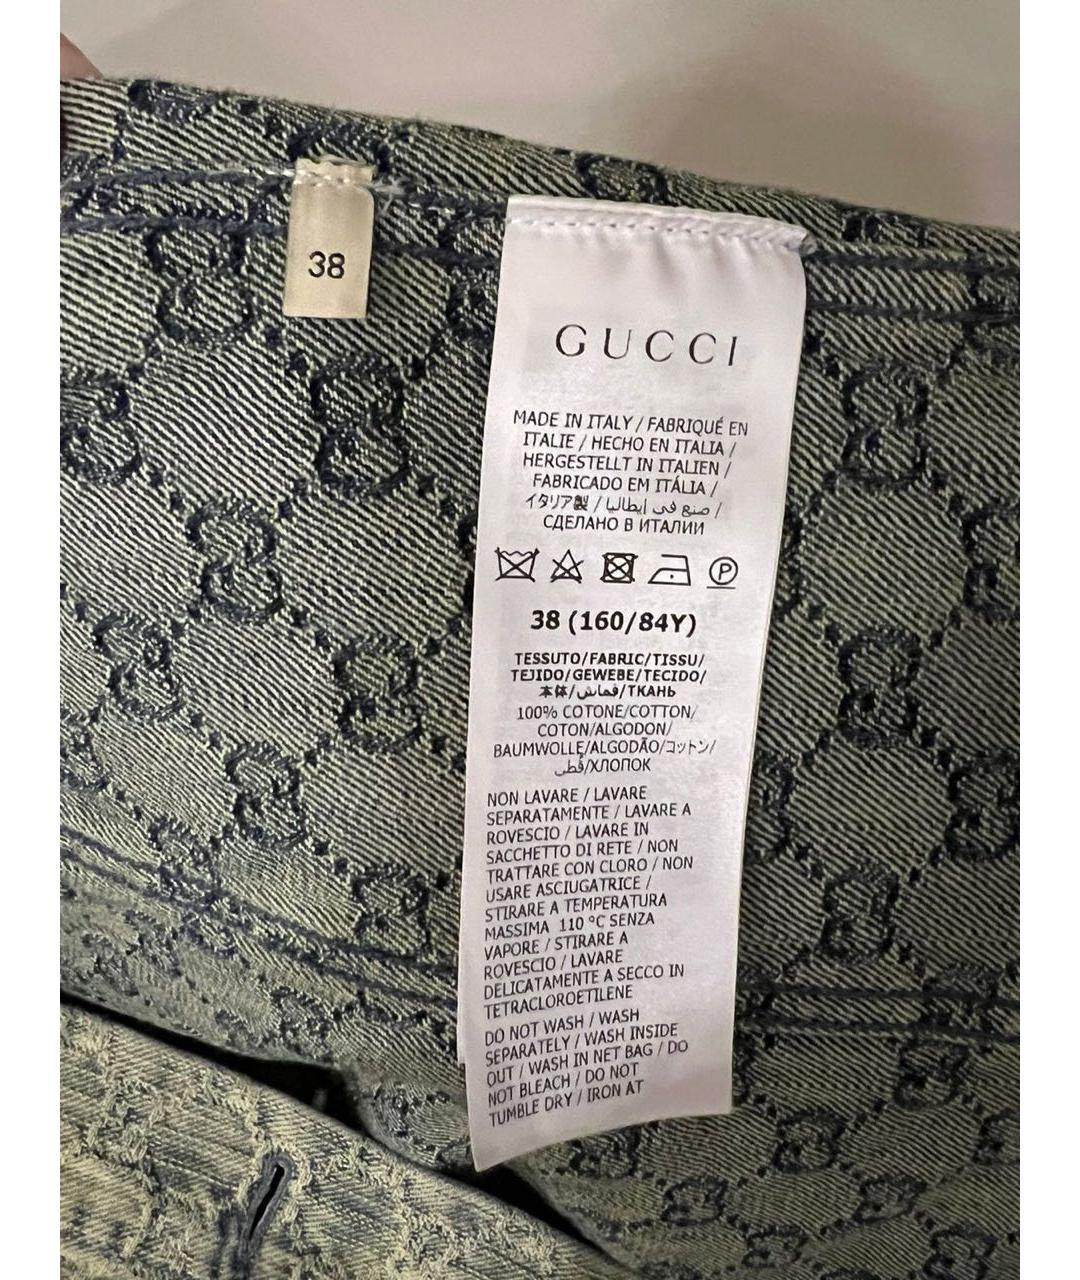 38
GUCCI
MADE IN ITALY / FABRIQUÉ EN
ITALIE / HECHO EN ITALIA /
HERGESTELLT IN ITALIEN /
FABRICADO EM ITÁLIA /
イタリア製 / صنع في إيطاليا /
СДЕЛАНО В ИТАЛИИ
P
38 (160/84Y)
TESSUTO/FABRIC/TISSU/
TEJIDO/GEWEBE/TECIDO/
本体/قماش/ТКАНЬ
100% COTONE/COTTON/
COTON/ALGODON/
BAUMWOLLE/ALGODÃO/コットン/
قطن/ХЛОПОК
NON LAVARE / LAVARE
SEPARATAMENTE / LAVARE A
ROVESCIO / LAVARE IN
SACCHETTO DI RETE / NON
TRATTARE CON CLORO / NON
USARE ASCIUGATRICE /
STIRARE A TEMPERATURA
MASSIMA 110 °C SENZA
VAPORE / STIRARE A
ROVESCIO / LAVARE
DELICATAMENTE A SECCO IN
TETRACLOROETILENE
DO NOT WASH / WASH
SEPARATELY / WASH INSIDE
OUT / WASH IN NET BAG / DO
NOT BLEACH / DO NOT
TUMBLE DRY / IRON AT